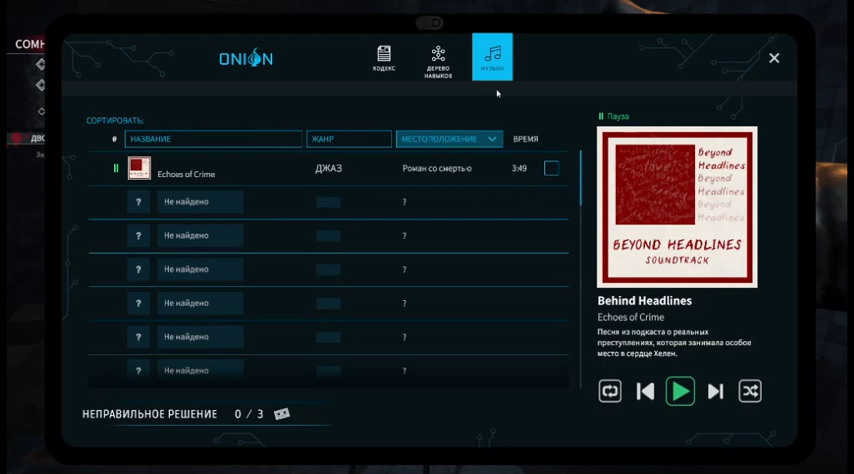 СОМН
ДВО
ONION
КОДЕКС
ДЕРЕВО
НАВЫКОВ
МУЗЫКА
СОРТИРОВАТЬ:
# НАЗВАНИЕ ЖАНР МЕСТОПОЛОЖЕНИЕ ВРЕМЯ
Echoes of Crime ДЖАЗ Роман со смертью 3:49
? Не найдено ?
? Не найдено ?
? Не найдено ?
? Не найдено ?
? Не найдено ?
? Не найдено ?
НЕПРАВИЛЬНОЕ РЕШЕНИЕ 0 / 3
Пауза
Beyond
Headlines
Beyond
Headlines
Beyond
Headlines
BEYOND HEADLINES
SOUNDTRACK
Behind Headlines
Echoes of Crime
Песня из подкаста о реальных
преступлениях, которая занимала особое
место в сердце Хелен.